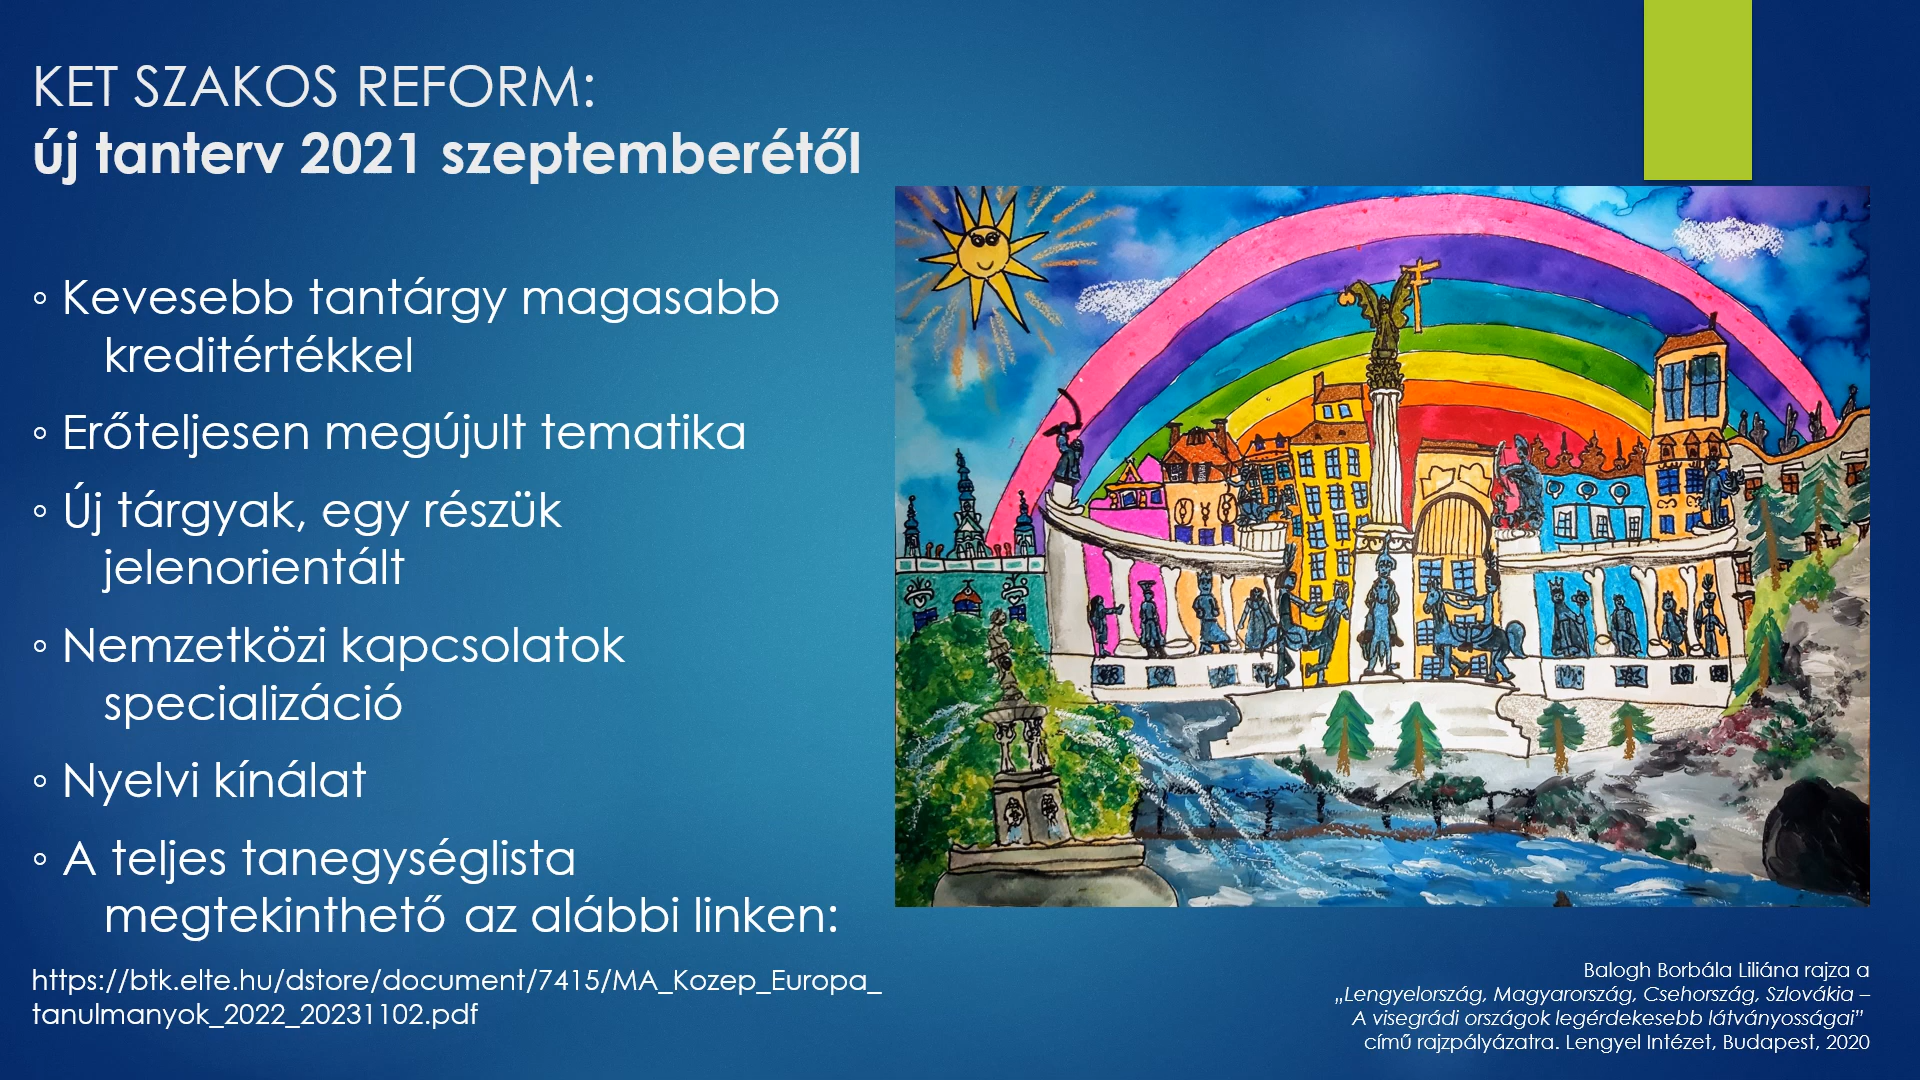 KET SZAKOS REFORM:
új tanterv 2021 szeptemberétől
◦ Kevesebb tantárgy magasabb
kreditértékkel
◦ Erőteljesen megújult tematika
◦ Új tárgyak, egy részük
jelenorientált
◦ Nemzetközi kapcsolatok
specializáció
◦ Nyelvi kínálat
◦ A teljes tanegységlista
megtekinthető az alábbi linken:
https://btk.elte.hu/dstore/document/7415/MA_Kozep_Europa_
tanulmanyok_2022_20231102.pdf
Balogh Borbála Liliána rajza a
„Lengyelország, Magyarország, Csehország, Szlovákia –
A visegrádi országok legérdekesebb látványosságai”
című rajzpályázatra. Lengyel Intézet, Budapest, 2020